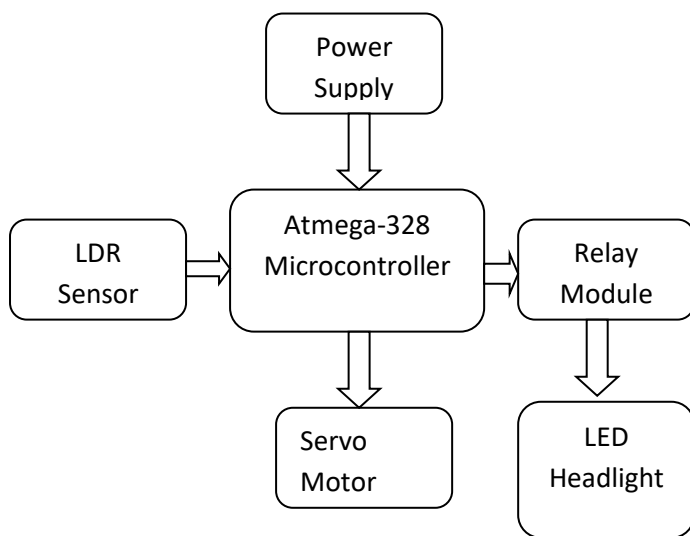 Power
Supply
LDR
Sensor
Atmega-328
Microcontroller
Relay
Module
Servo
Motor
LED
Headlight